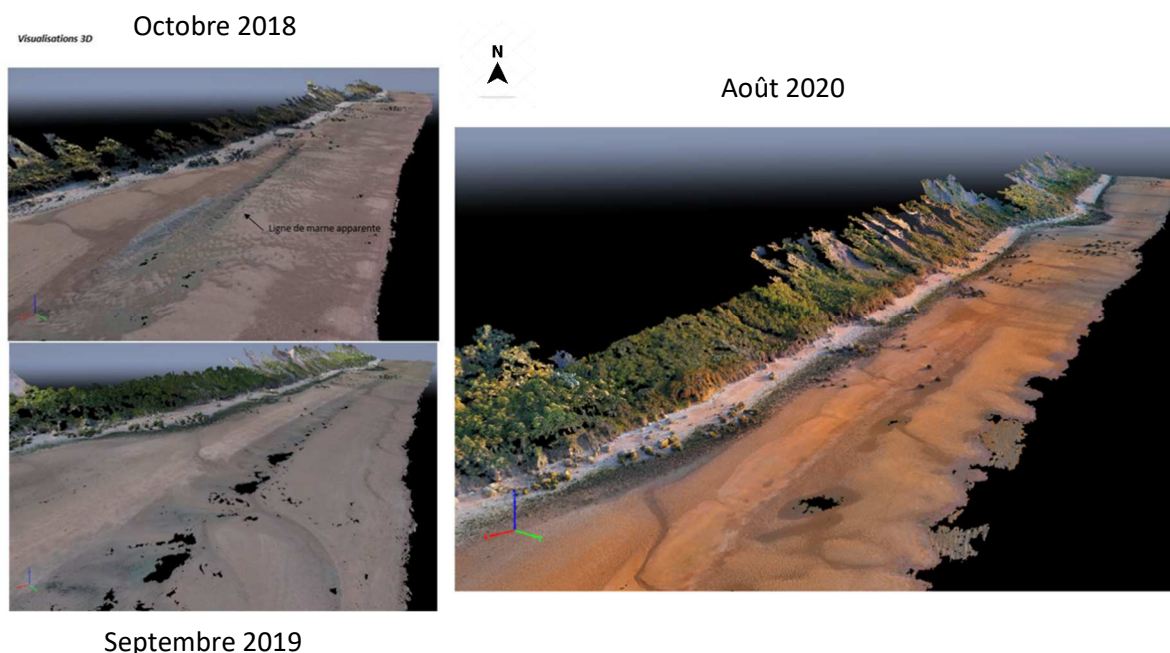 Octobre 2018
Visualisations 3D
N
Août 2020
Ligne de marne apparente
Septembre 2019